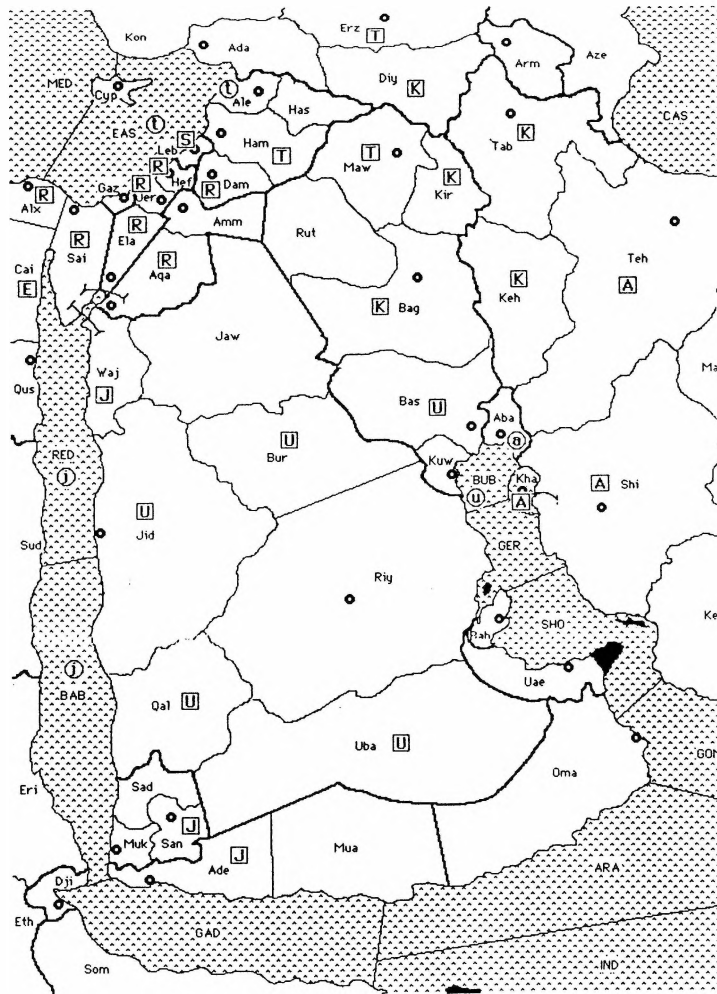 Kon
Ada
Erz
T
Arm
Aze
MED
Cyp
t
Ale
Has
Diy
K
CAS
EAS
t
S
Leb
Ham
T
Maw
T
Tab
K
Kir
K
R
Hef
R
Dam
Alx
R
Gaz
R
Jer
Amm
Rut
Sai
R
Ela
R
Aqa
R
Teh
A
Cai
E
Keh
K
Bag
K
Jaw
Waj
J
Qus
Ma
Bas
U
Aba
a
Bur
U
RED
j
Kuw
BUB
u
Kha
A
A
Shi
U
Jid
GER
Sud
Riy
Ke
SHO
Uae
BAB
j
Qal
U
Uba
U
GOM
Oma
Eri
Sad
Muk
San
J
Ade
J
Mua
Dji
ARA
Eth
GAD
Som
IND